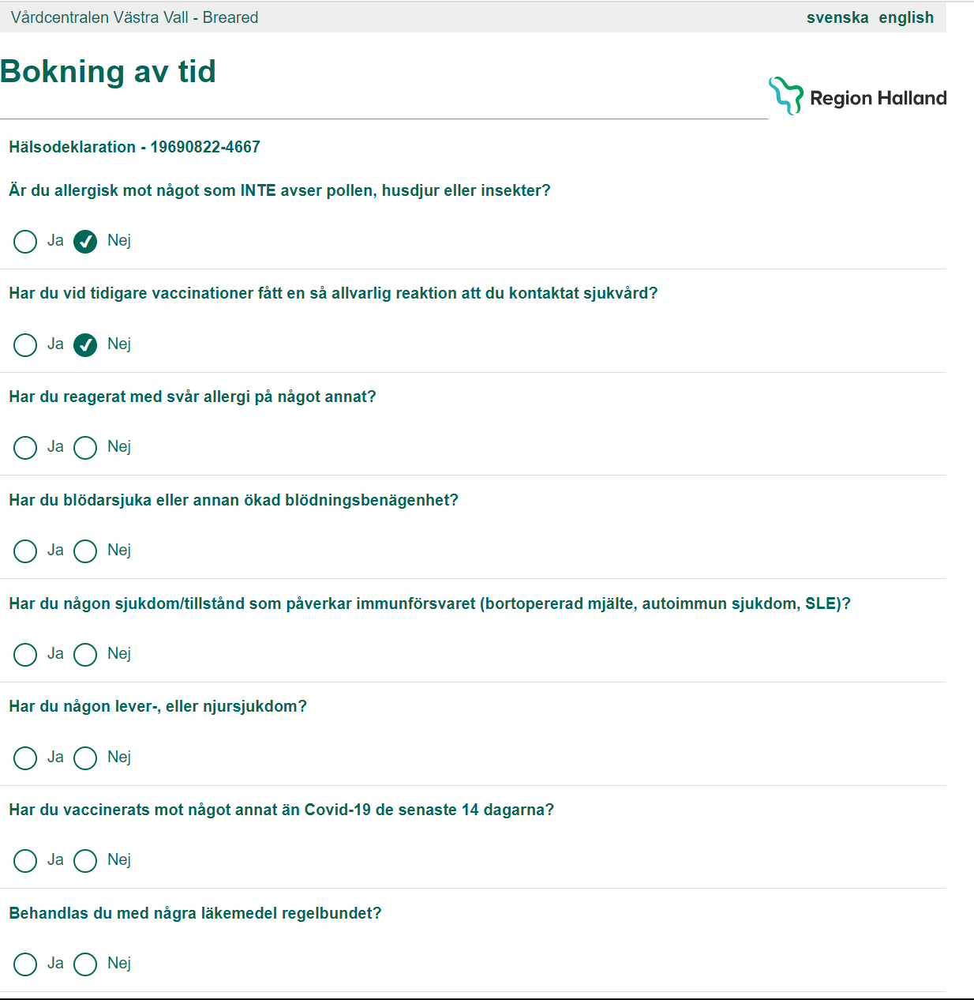 Vårdcentralen Västra Vall - Breared
svenska english
Bokning av tid
Region Halland
Hälsodeklaration - 19690822-4667
Är du allergisk mot något som INTE avser pollen, husdjur eller insekter?
Ja Nej
Har du vid tidigare vaccinationer fått en så allvarlig reaktion att du kontaktat sjukvård?
Ja Nej
Har du reagerat med svår allergi på något annat?
Ja Nej
Har du blödarsjuka eller annan ökad blödningsbenägenhet?
Ja Nej
Har du någon sjukdom/tillstånd som påverkar immunförsvaret (bortopererad mjälte, autoimmun sjukdom, SLE)?
Ja Nej
Har du någon lever-, eller njursjukdom?
Ja Nej
Har du vaccinerats mot något annat än Covid-19 de senaste 14 dagarna?
Ja Nej
Behandlas du med några läkemedel regelbundet?
Ja Nej